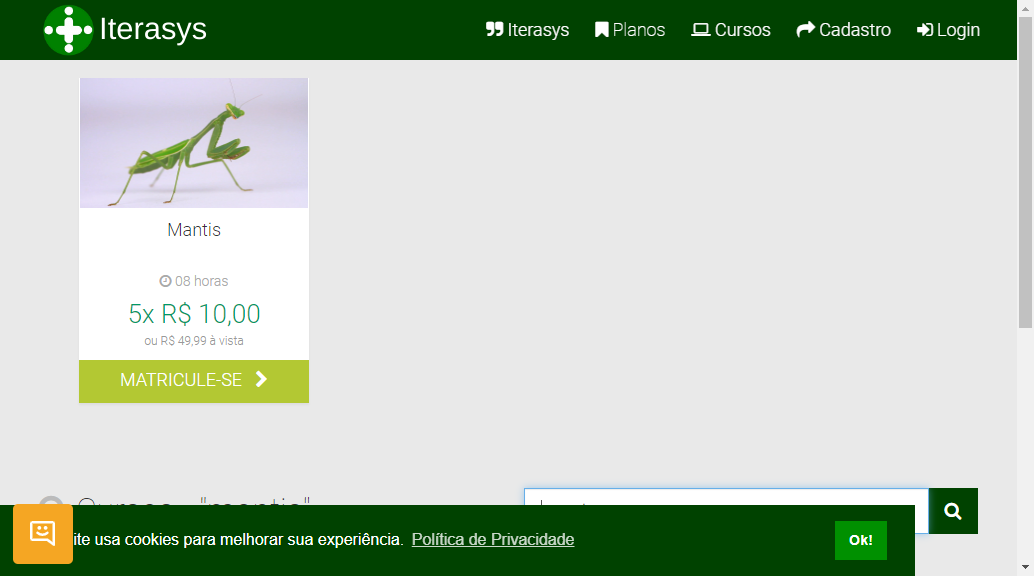 Iterasys
Iterasys Planos Cursos Cadastro Login
Mantis
08 horas
5x R$ 10,00
ou R$ 49,99 à vista
MATRICULE-SE
ite usa cookies para melhorar sua experiência. Política de Privacidade
Ok!